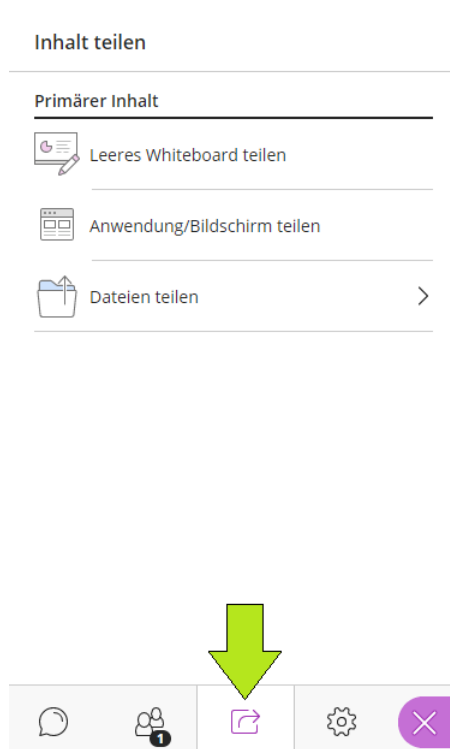 Inhalt teilen
Primärer Inhalt
Leeres Whiteboard teilen
Anwendung/Bildschirm teilen
Dateien teilen
1